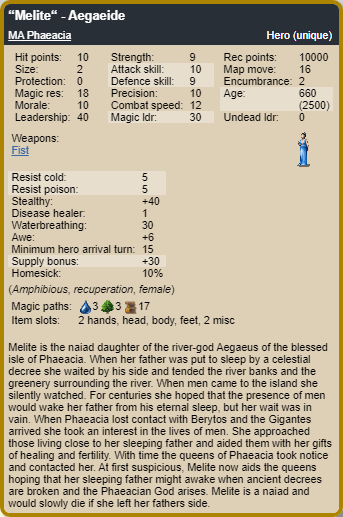 “Melite“ - Aegaeide
MA Phaeacia Hero (unique)
Hit points: 10 Strength: 9 Rec points: 10000
Size: 2 Attack skill: 10 Map move: 16
Protection: 0 Defence skill: 9 Encumbrance: 2
Magic res: 18 Precision: 10 Age: 660
Morale: 10 Combat speed: 12 (2500)
Leadership: 40 Magic ldr: 30 Undead ldr: 0
Weapons:
Fist
Resist cold: 5
Resist poison: 5
Stealthy: +40
Disease healer: 1
Waterbreathing: 30
Awe: +6
Minimum hero arrival turn: 15
Supply bonus: +30
Homesick: 10%
(Amphibious, recuperation, female)
Magic paths: 3 3 17
Item slots: 2 hands, head, body, feet, 2 misc
Melite is the naiad daughter of the river-god Aegaeus of the blessed
isle of Phaeacia. When her father was put to sleep by a celestial
decree she waited by his side and tended the river banks and the
greenery surrounding the river. When men came to the island she
silently watched. For centuries she hoped that the presence of men
would wake her father from his eternal sleep, but her wait was in
vain. When Phaeacia lost contact with Berytos and the Gigantes
arrived she took an interest in the lives of men. She approached
those living close to her sleeping father and aided them with her gifts
of healing and fertility. With time the queens of Phaeacia took notice
and contacted her. At first suspicious, Melite now aids the queens
hoping that her sleeping father might awake when ancient decrees
are broken and the Phaeacian God arises. Melite is a naiad and
would slowly die if she left her fathers side.